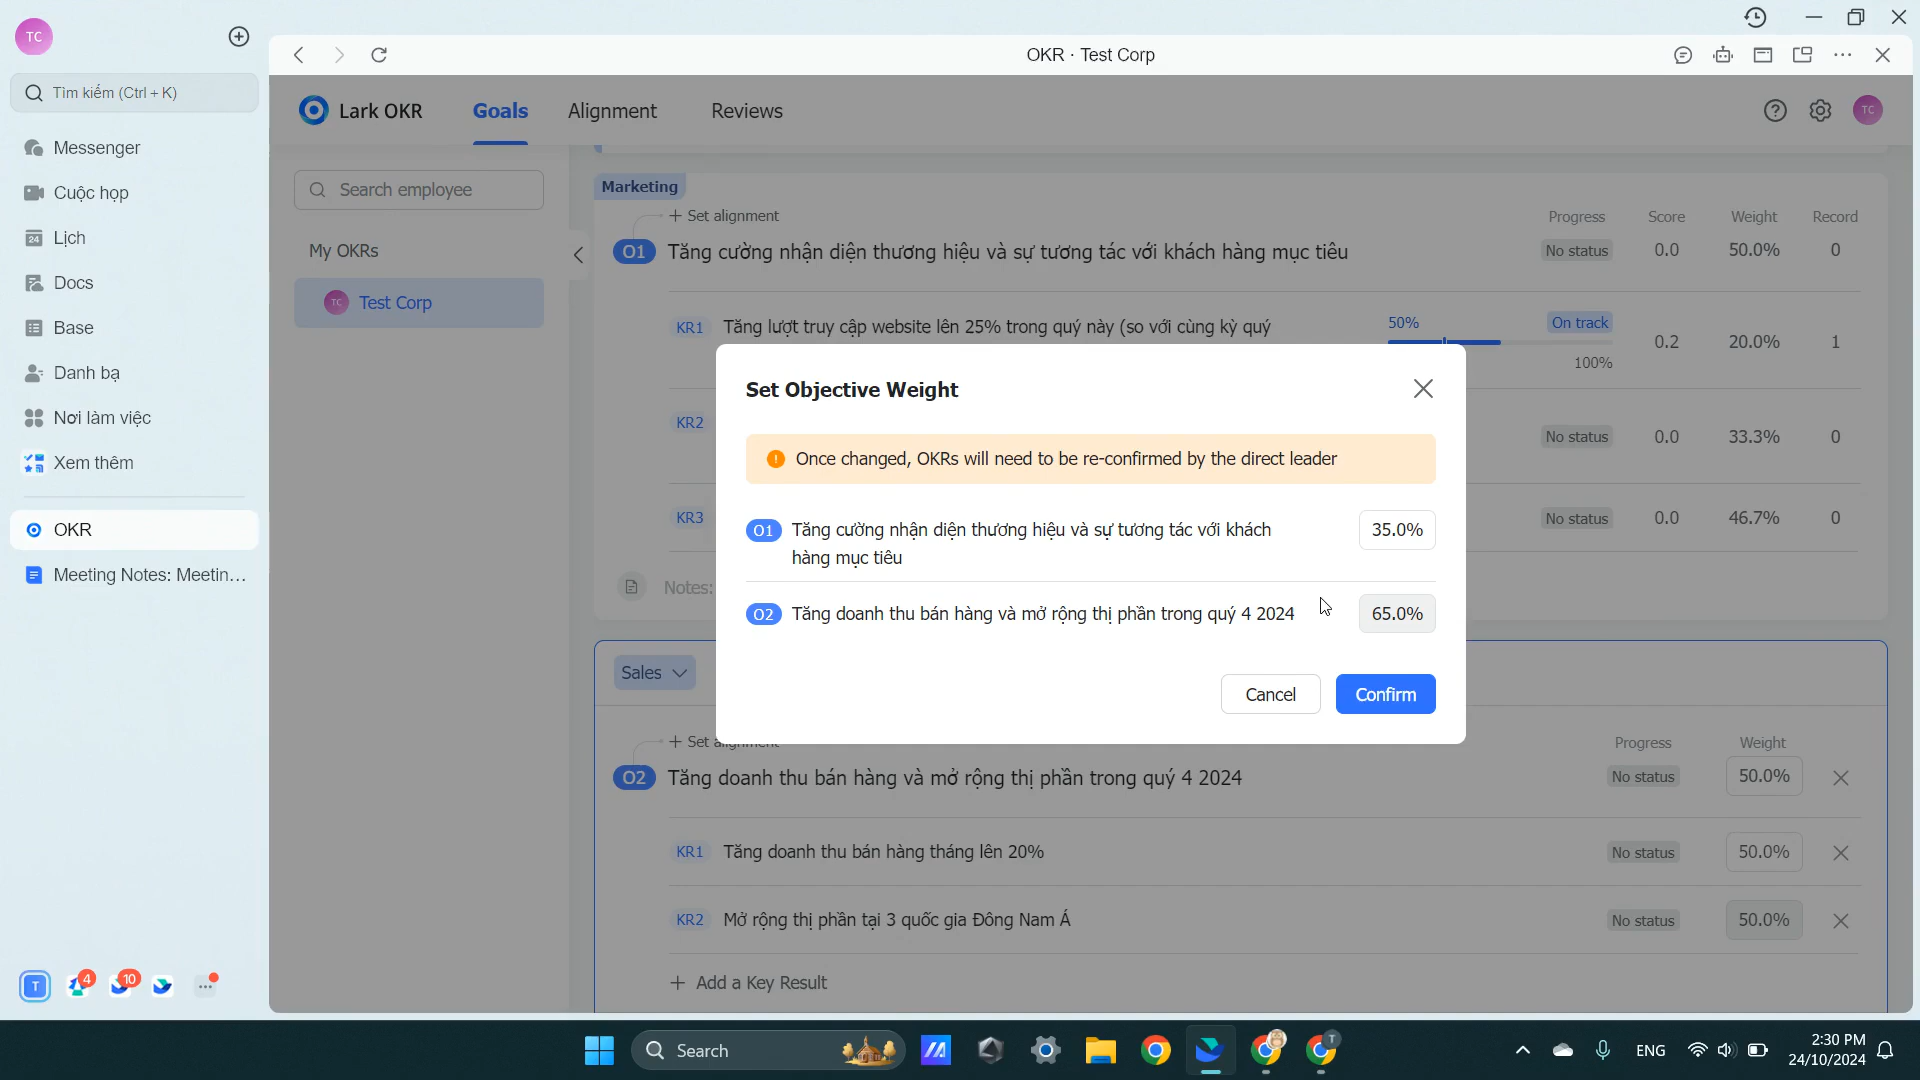 TC
Tìm kiếm (Ctrl + K)
Messenger
Cuộc họp
24
Lịch
Docs
Base
Danh bạ
Nơi làm việc
Xem thêm
OKR
Meeting Notes: Meetin...
T
4
10
OKR · Test Corp
Lark OKR
Goals
Alignment
Reviews
TC
Search employee
My OKRs
TC Test Corp
Marketing
+ Set alignment
Progress Score Weight Record
O1 Tăng cường nhận diện thương hiệu và sự tương tác với khách hàng mục tiêu No status 0.0 50.0% 0
KR1 Tăng lượt truy cập website lên 25% trong quý này (so với cùng kỳ quý 50% On track
100%
0.2 20.0% 1
KR2 No status 0.0 33.3% 0
KR3 No status 0.0 46.7% 0
Notes:
Set Objective Weight
Once changed, OKRs will need to be re-confirmed by the direct leader
O1 Tăng cường nhận diện thương hiệu và sự tương tác với khách 35.0%
hàng mục tiêu
O2 Tăng doanh thu bán hàng và mở rộng thị phần trong quý 4 2024 65.0%
Cancel Confirm
Sales
+ Set alignment
Progress Weight
O2 Tăng doanh thu bán hàng và mở rộng thị phần trong quý 4 2024 No status 50.0%
KR1 Tăng doanh thu bán hàng tháng lên 20% No status 50.0%
KR2 Mở rộng thị phần tại 3 quốc gia Đông Nam Á No status 50.0%
+ Add a Key Result
Search
T
ENG
2:30 PM
24/10/2024